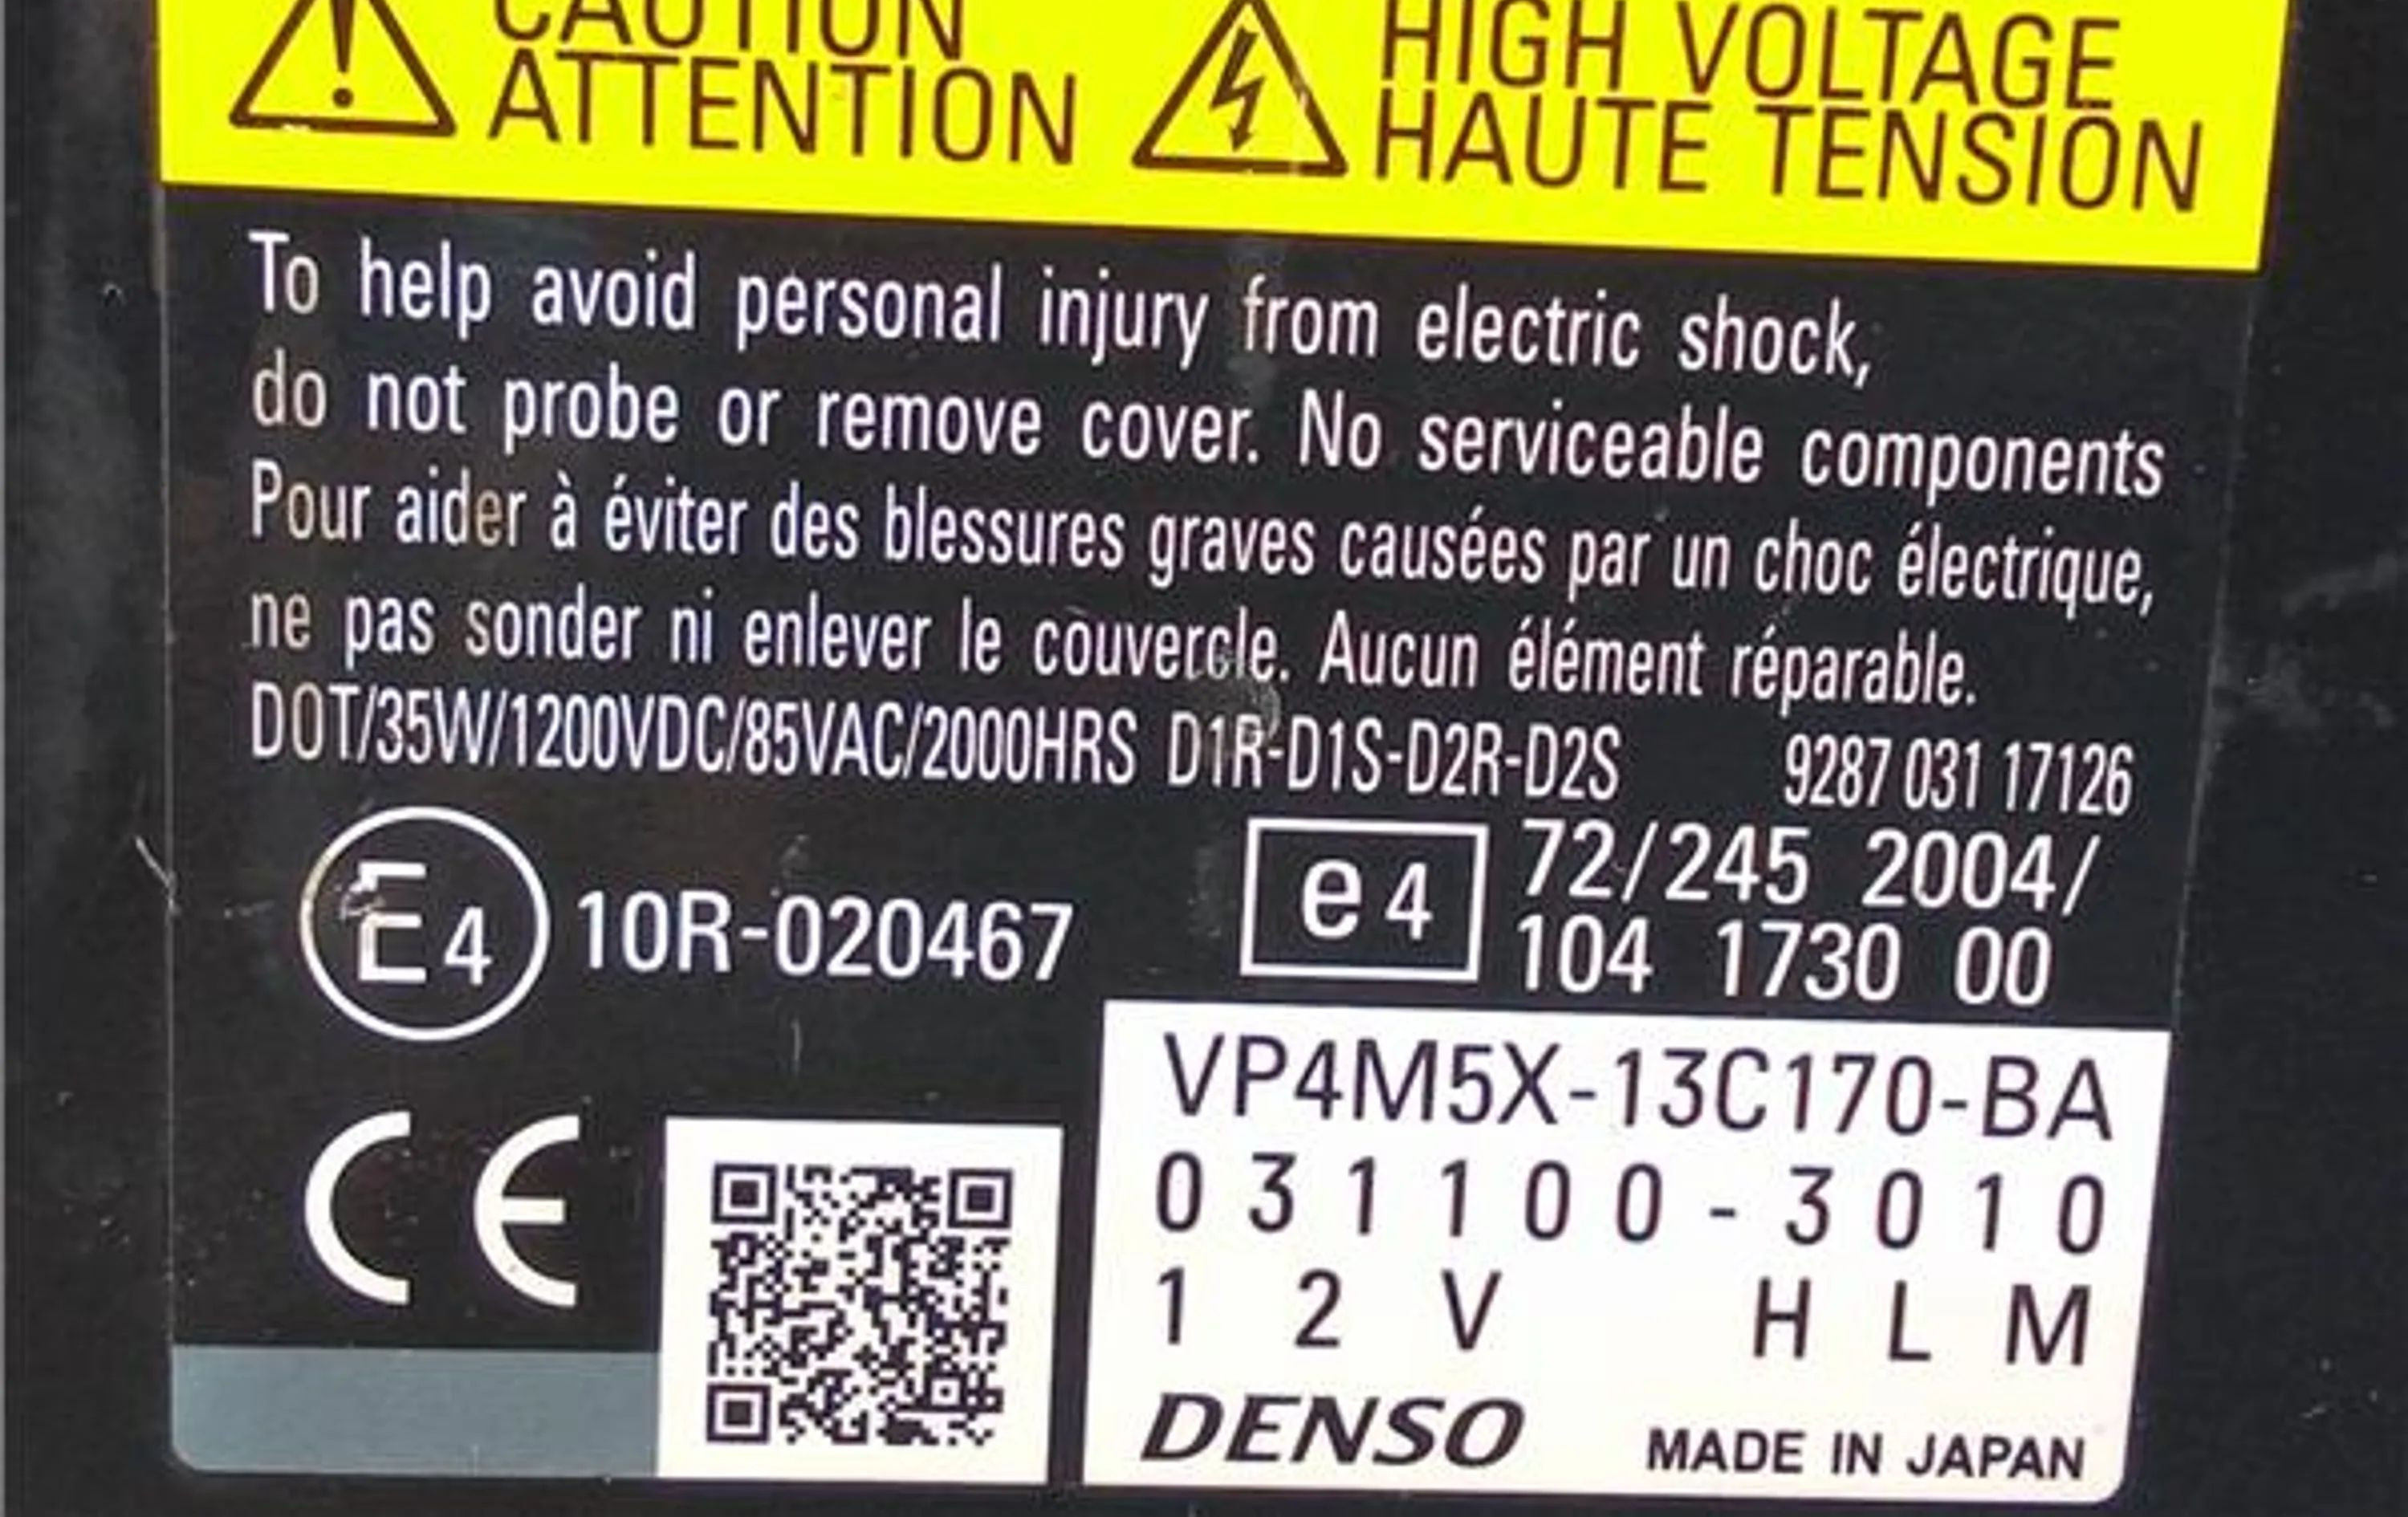 CAUTION
ATTENTION
HIGH VOLTAGE
HAUTE TENSION
To help avoid personal injury from electric shock,
do not probe or remove cover. No serviceable components
Pour aider à éviter des blessures graves causées par un choc électrique,
ne pas sonder ni enlever le couvercle. Aucun élément réparable.
DOT/35W/1200VDC/85VAC/2000HRS D1R-D1S-D2R-D2S 9287 031 17126
E4 10R-020467
e4 72/245 2004/
104 1730 00
CE
VP4M5X-13C170-BA
031100-3010
12V HLM
DENSO MADE IN JAPAN